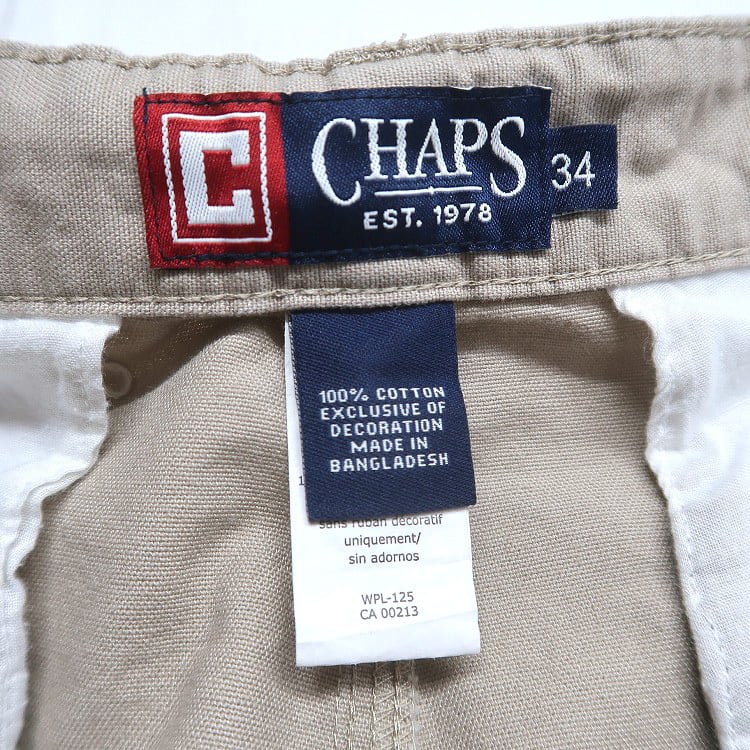 C CHAPS 34
EST. 1978
100% COTTON
EXCLUSIVE OF
DECORATION
MADE IN
BANGLADESH
sans ruban décoratif
uniquement/
sin adornos
WPL-125
CA 00213